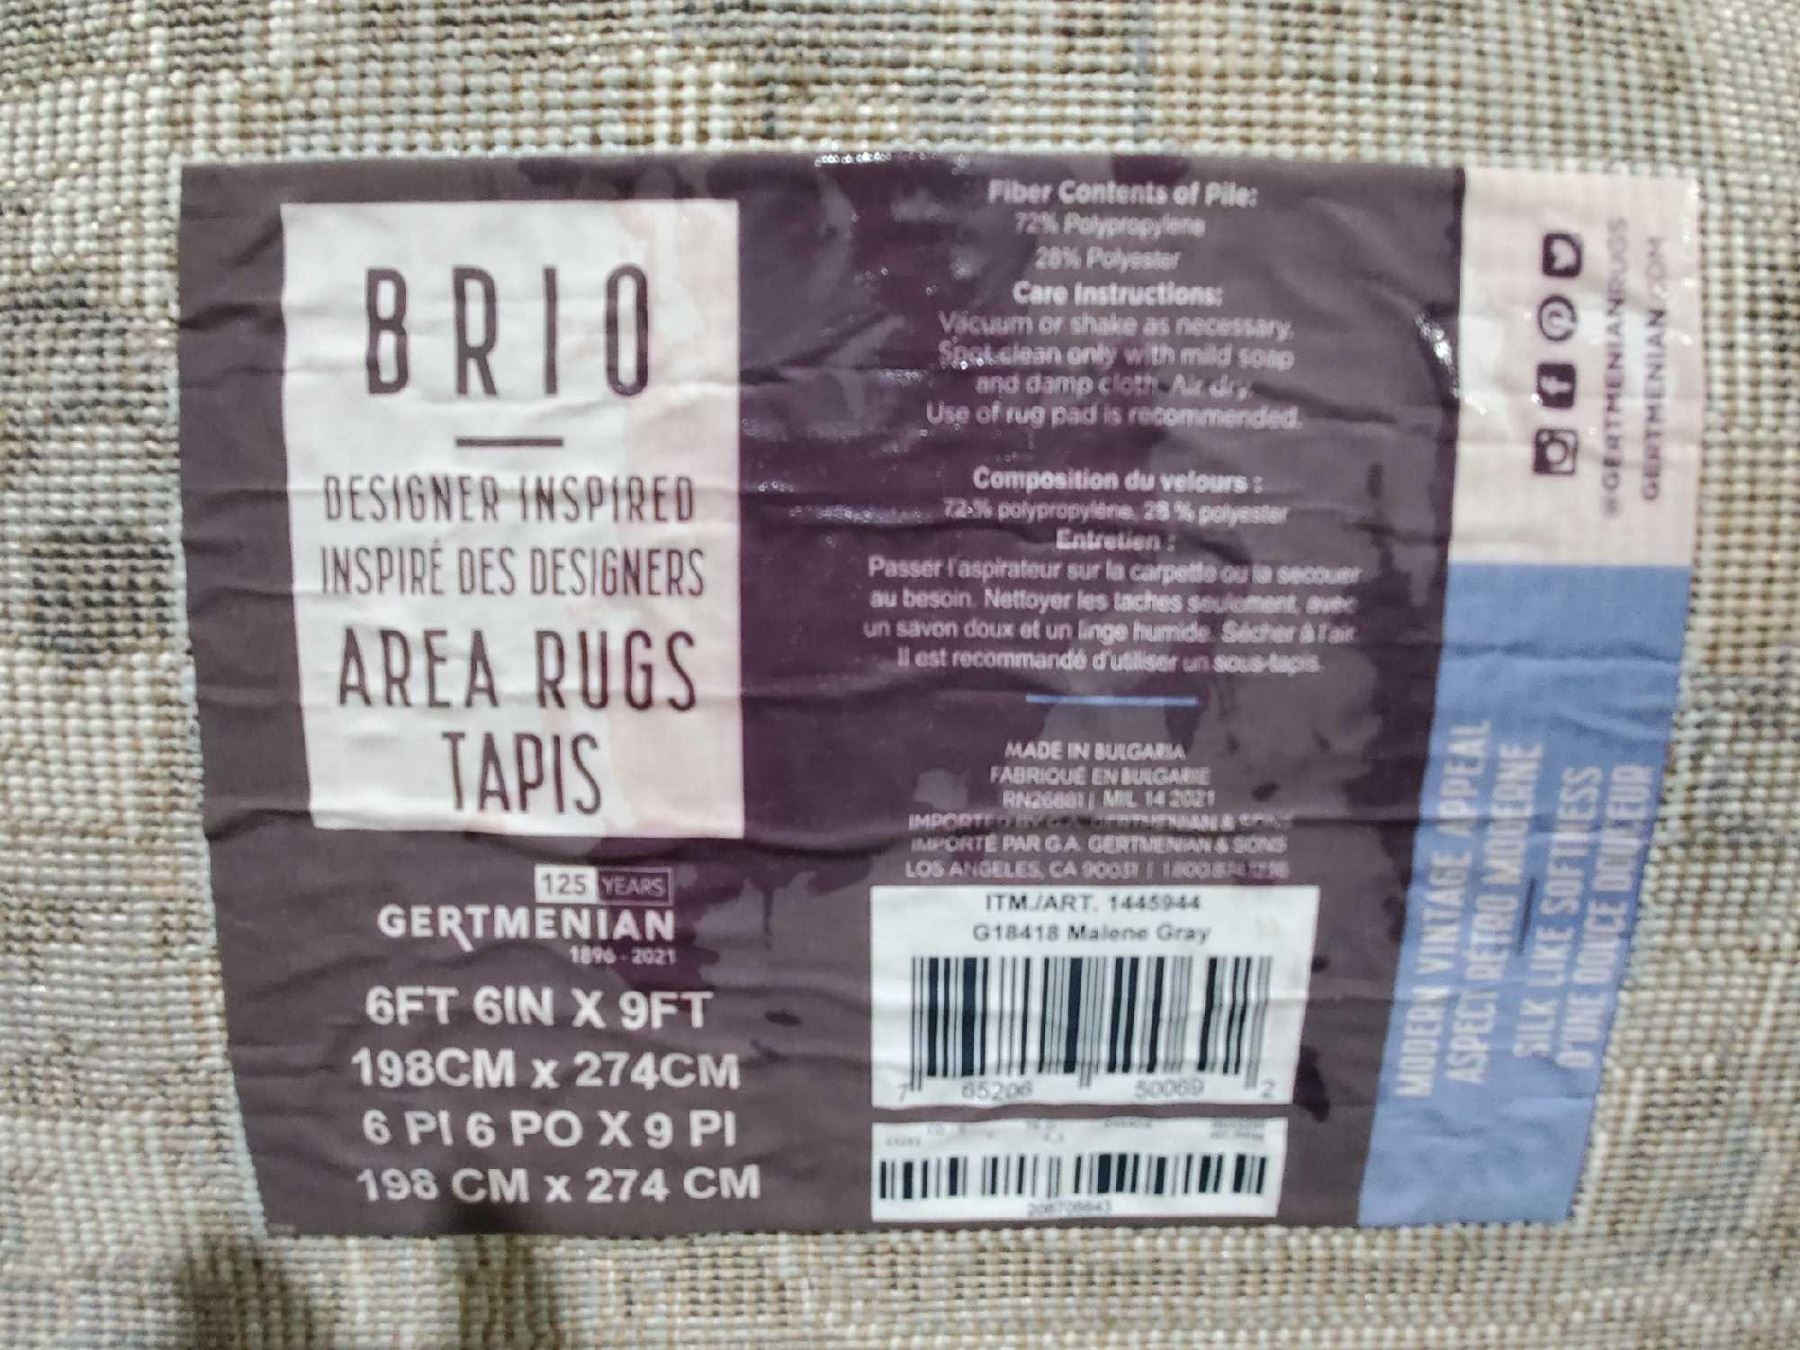 BRIO
DESIGNER INSPIRED
INSPIRÉ DES DESIGNERS
AREA RUGS
TAPIS
125 YEARS
GERTMENIAN
1896 - 2021
6FT 6IN X 9FT
198CM x 274CM
6 PI 6 PO X 9 PI
198 CM x 274 CM
Fiber Contents of Pile:
72% Polypropylene
28% Polyester
Care Instructions:
Vacuum or shake as necessary.
Spot clean only with mild soap
and damp cloth. Air dry.
Use of rug pad is recommended.
Composition du velours :
72 % polypropylène, 28 % polyester
Entretien :
Passer l'aspirateur sur la carpette ou la secouer
au besoin. Nettoyer les taches seulement, avec
un savon doux et un linge humide. Sécher à l'air.
Il est recommandé d'utiliser un sous-tapis.
MADE IN BULGARIA
FABRIQUÉ EN BULGARIE
RN26881 | MIL 14 2021
IMPORTED BY G.A. GERTMENIAN & SONS
IMPORTÉ PAR G.A. GERTMENIAN & SONS
LOS ANGELES, CA 90031 |
ITM./ART. 1445944
G18418 Malene Gray
7 65206 50069 2
@GERTMENIANRUGS
GERTMENIAN.COM
MODERN VINTAGE APPEAL
ASPECT RÉTRO MODERNE
SILK LIKE SOFTNESS
D'UNE DOUCE DOUCEUR